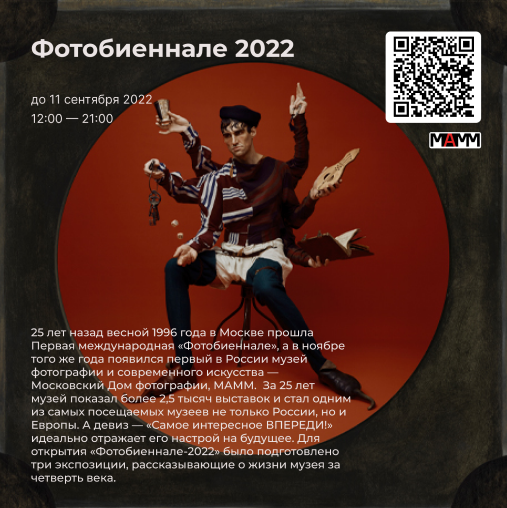 Фотобиеннале 2022
до 11 сентября 2022
12:00 — 21:00
МАММ
25 лет назад весной 1996 года в Москве прошла
Первая международная «Фотобиеннале», а в ноябре
того же года появился первый в России музей
фотографии и современного искусства —
Московский Дом фотографии, МАММ. За 25 лет
музей показал более 2,5 тысяч выставок и стал одним
из самых посещаемых музеев не только России, но и
Европы. А девиз — «Самое интересное ВПЕРЕДИ!»
идеально отражает его настрой на будущее. Для
открытия «Фотобиеннале-2022» было подготовлено
три экспозиции, рассказывающие о жизни музея за
четверть века.